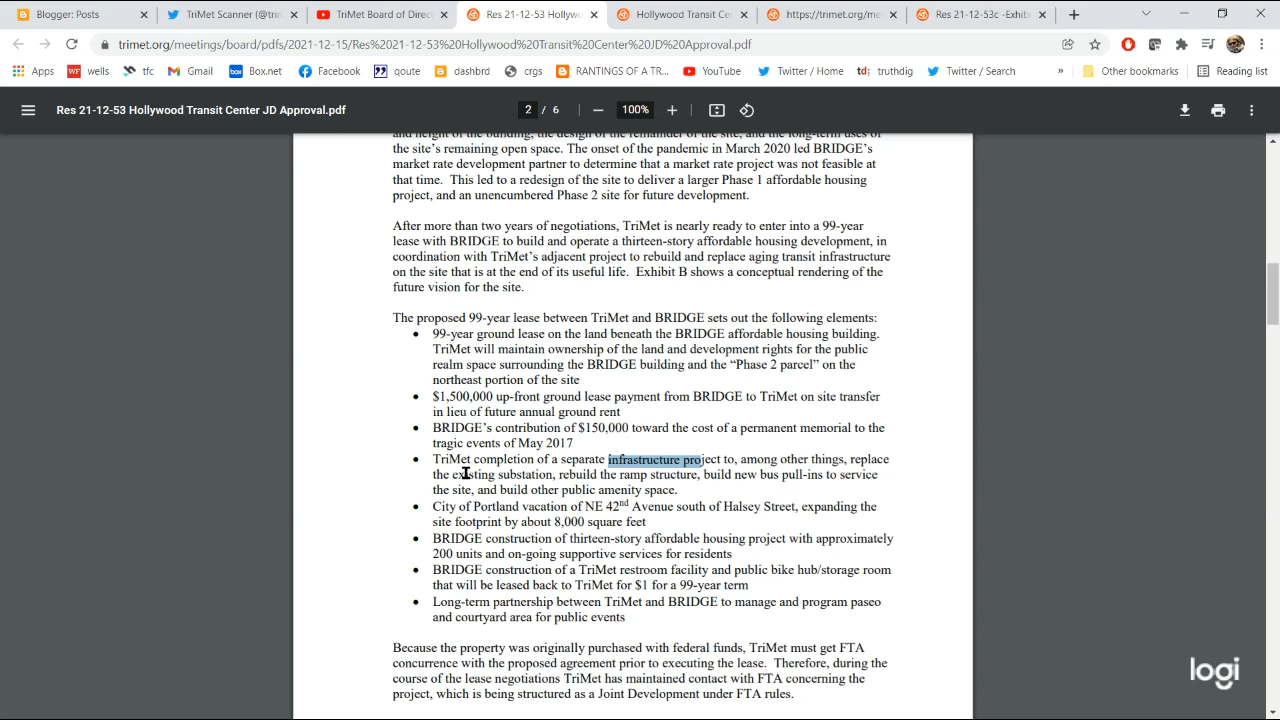 Blogger: Posts
TriMet Scanner (@trim
TriMet Board of Direc
Res 21-12-53 Hollywo
Hollywood Transit Ce
https://trimet.org/me
Res 21-12-53c -Exhibi
trimet.org/meetings/board/pdfs/2021-12-15/Res%2021-12-53%20Hollywood%20Transit%20Center%20JD%20Approval.pdf
Apps
wells
tfc
Gmail
Box.net
Facebook
qoute
dashbrd
crgs
RANTINGS OF A TR...
YouTube
Twitter / Home
truthdig
Twitter / Search
»
Other bookmarks
Reading list
Res 21-12-53 Hollywood Transit Center JD Approval.pdf
2 / 6
100%
and height of the building, the design of the remainder of the site, and the long-term uses of
the site's remaining open space. The onset of the pandemic in March 2020 led BRIDGE's
market rate development partner to determine that a market rate project was not feasible at
that time. This led to a redesign of the site to deliver a larger Phase 1 affordable housing
project, and an unencumbered Phase 2 site for future development.
After more than two years of negotiations, TriMet is nearly ready to enter into a 99-year
lease with BRIDGE to build and operate a thirteen-story affordable housing development, in
coordination with TriMet's adjacent project to rebuild and replace aging transit infrastructure
on the site that is at the end of its useful life. Exhibit B shows a conceptual rendering of the
future vision for the site.
The proposed 99-year lease between TriMet and BRIDGE sets out the following elements:
• 99-year ground lease on the land beneath the BRIDGE affordable housing building.
TriMet will maintain ownership of the land and development rights for the public
realm space surrounding the BRIDGE building and the “Phase 2 parcel” on the
northeast portion of the site
• $1,500,000 up-front ground lease payment from BRIDGE to TriMet on site transfer
in lieu of future annual ground rent
• BRIDGE's contribution of $150,000 toward the cost of a permanent memorial to the
tragic events of May 2017
• TriMet completion of a separate infrastructure project to, among other things, replace
the existing substation, rebuild the ramp structure, build new bus pull-ins to service
the site, and build other public amenity space.
• City of Portland vacation of NE 42nd Avenue south of Halsey Street, expanding the
site footprint by about 8,000 square feet
• BRIDGE construction of thirteen-story affordable housing project with approximately
200 units and on-going supportive services for residents
• BRIDGE construction of a TriMet restroom facility and public bike hub/storage room
that will be leased back to TriMet for $1 for a 99-year term
• Long-term partnership between TriMet and BRIDGE to manage and program paseo
and courtyard area for public events
Because the property was originally purchased with federal funds, TriMet must get FTA
concurrence with the proposed agreement prior to executing the lease. Therefore, during the
course of the lease negotiations TriMet has maintained contact with FTA concerning the
project, which is being structured as a Joint Development under FTA rules.
logi